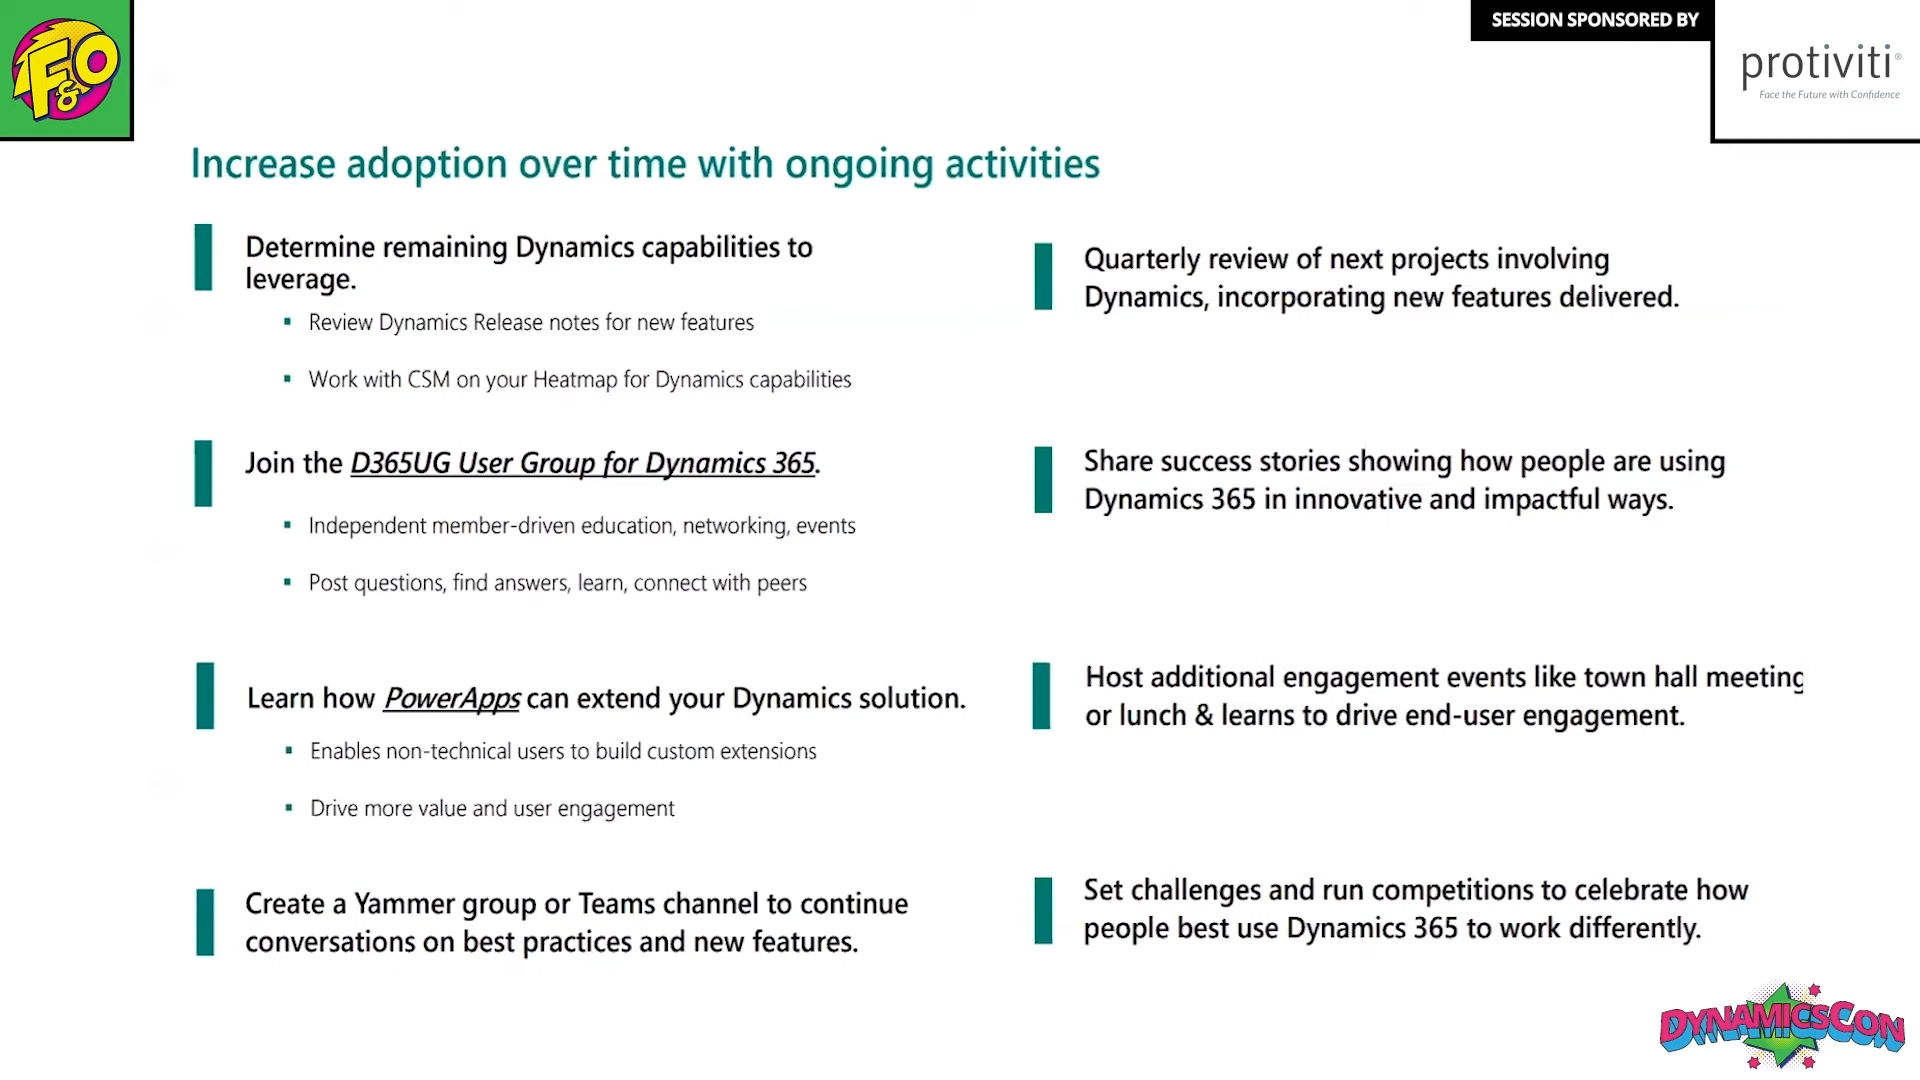 F&O
SESSION SPONSORED BY
protiviti®
Face the Future with Confidence
Increase adoption over time with ongoing activities
Determine remaining Dynamics capabilities to
leverage.
▪ Review Dynamics Release notes for new features
▪ Work with CSM on your Heatmap for Dynamics capabilities
Join the D365UG User Group for Dynamics 365.
▪ Independent member-driven education, networking, events
▪ Post questions, find answers, learn, connect with peers
Learn how PowerApps can extend your Dynamics solution.
▪ Enables non-technical users to build custom extensions
▪ Drive more value and user engagement
Create a Yammer group or Teams channel to continue
conversations on best practices and new features.
Quarterly review of next projects involving
Dynamics, incorporating new features delivered.
Share success stories showing how people are using
Dynamics 365 in innovative and impactful ways.
Host additional engagement events like town hall meeting
or lunch & learns to drive end-user engagement.
Set challenges and run competitions to celebrate how
people best use Dynamics 365 to work differently.
DYNAMICSCON